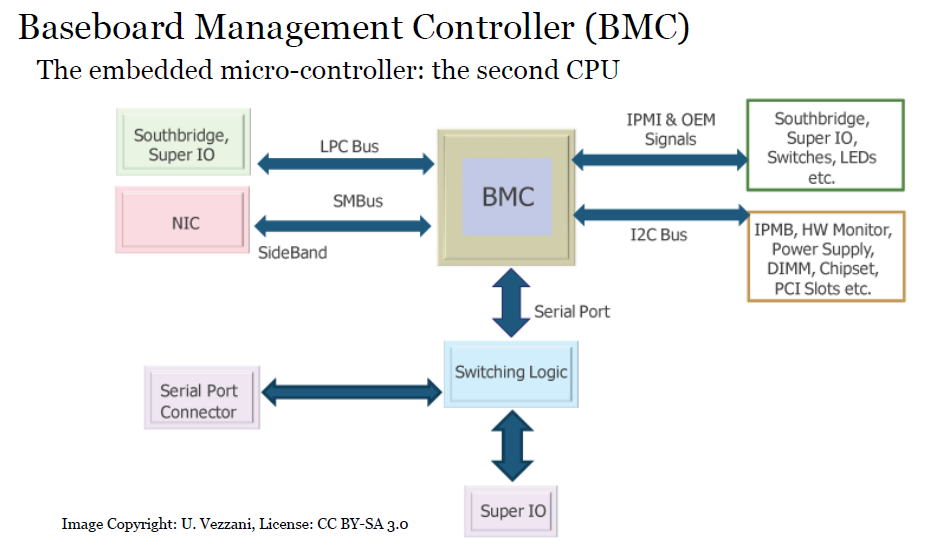 Baseboard Management Controller (BMC)
The embedded micro-controller: the second CPU
Southbridge,
Super IO
LPC Bus
NIC
SMBus
SideBand
BMC
IPMI & OEM
Signals
Southbridge,
Super IO,
Switches, LEDs
etc.
I2C Bus
IPMB, HW Monitor,
Power Supply,
DIMM, Chipset,
PCI Slots etc.
Serial Port
Switching Logic
Serial Port
Connector
Super IO
Image Copyright: U. Vezzani, License: CC BY-SA 3.0